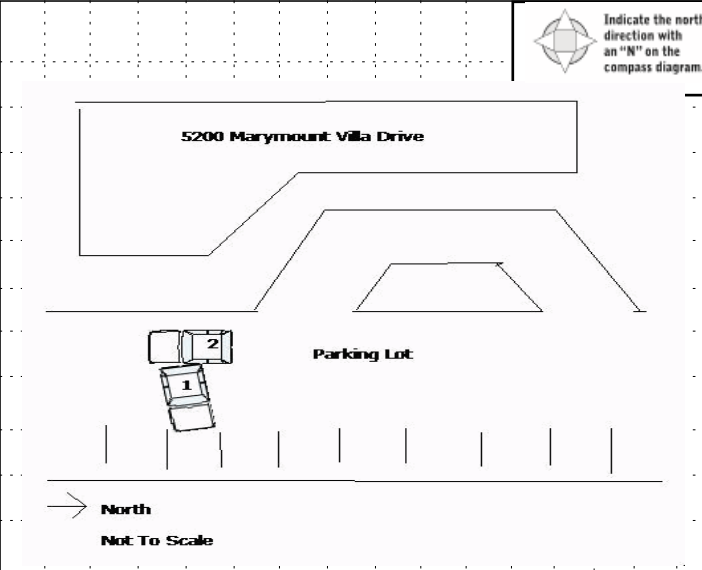 Indicate the north
direction with
an “N” on the
compass diagram.
5200 Marymount Villa Drive
2
Parking Lot
1
North
Not To Scale